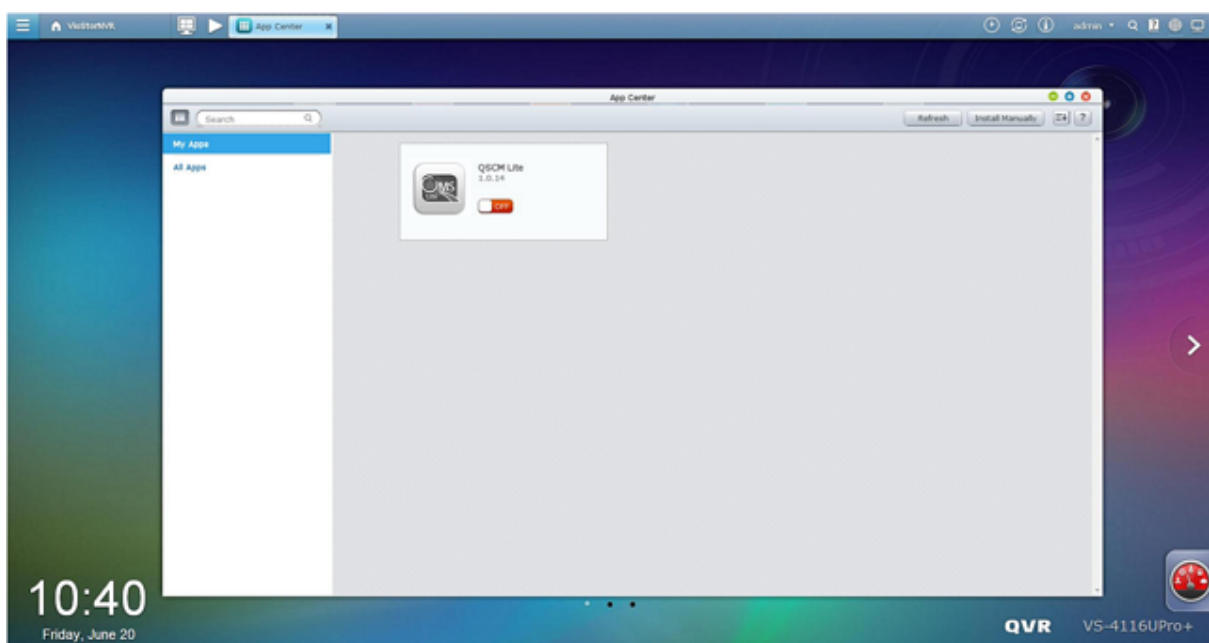 VioStorNVR
App Center
admin
App Center
Search
Refresh
Install Manually
?
My Apps
All Apps
QSCM Lite
1.0.14
OFF
10:40
Friday, June 20
QVR
VS-4116UPro+